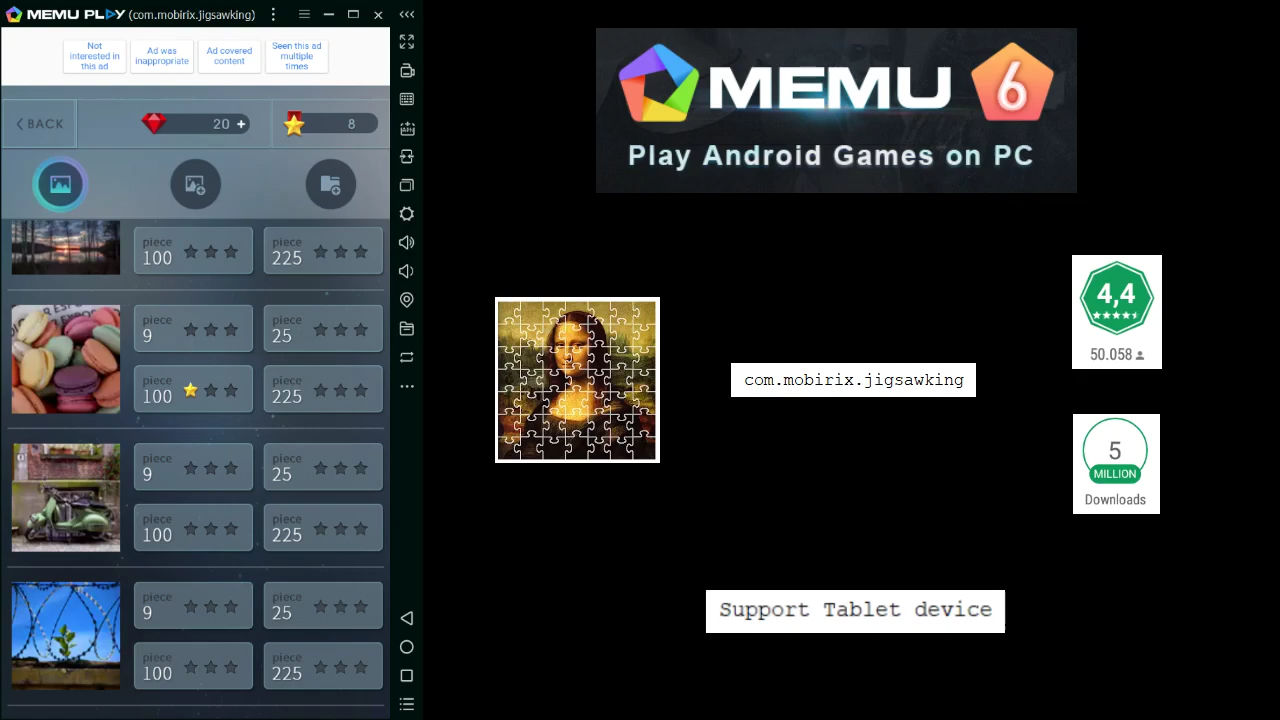 MEMU PLAY (com.mobirix.jigsawking)
Not interested in this ad
Ad was inappropriate
Ad covered content
Seen this ad multiple times
BACK
20 +
8
piece
100
piece
225
piece
9
piece
25
piece
100
piece
225
piece
9
piece
25
piece
100
piece
225
piece
9
piece
25
piece
100
piece
225
MEMU 6
Play Android Games on PC
com.mobirix.jigsawking
4,4
50.058
5
MILLION
Downloads
Support Tablet device